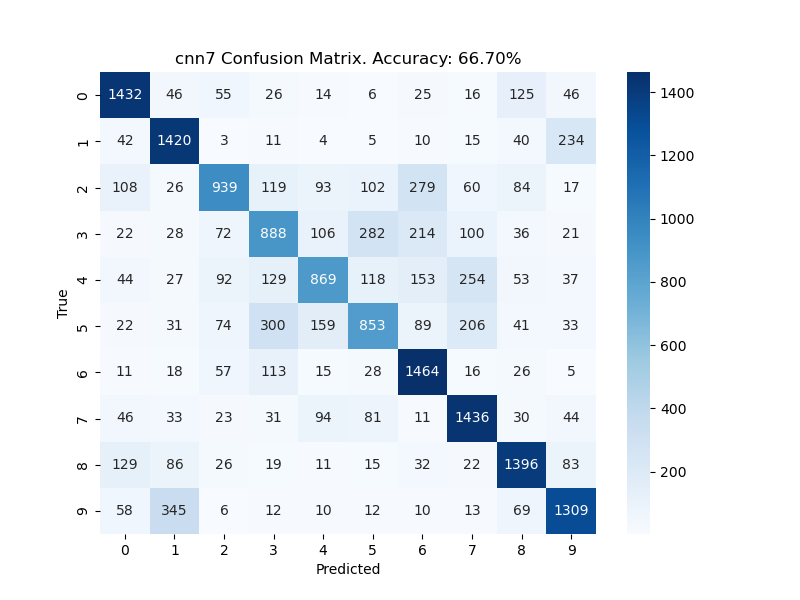 cnn7 Confusion Matrix. Accuracy: 66.70%
0 1432 46 55 26 14 6 25 16 125 46
1 42 1420 3 11 4 5 10 15 40 234
2 108 26 939 119 93 102 279 60 84 17
3 22 28 72 888 106 282 214 100 36 21
4 44 27 92 129 869 118 153 254 53 37
5 22 31 74 300 159 853 89 206 41 33
6 11 18 57 113 15 28 1464 16 26 5
7 46 33 23 31 94 81 11 1436 30 44
8 129 86 26 19 11 15 32 22 1396 83
9 58 345 6 12 10 12 10 13 69 1309
0 1 2 3 4 5 6 7 8 9
Predicted
True
1400
1200
1000
800
600
400
200